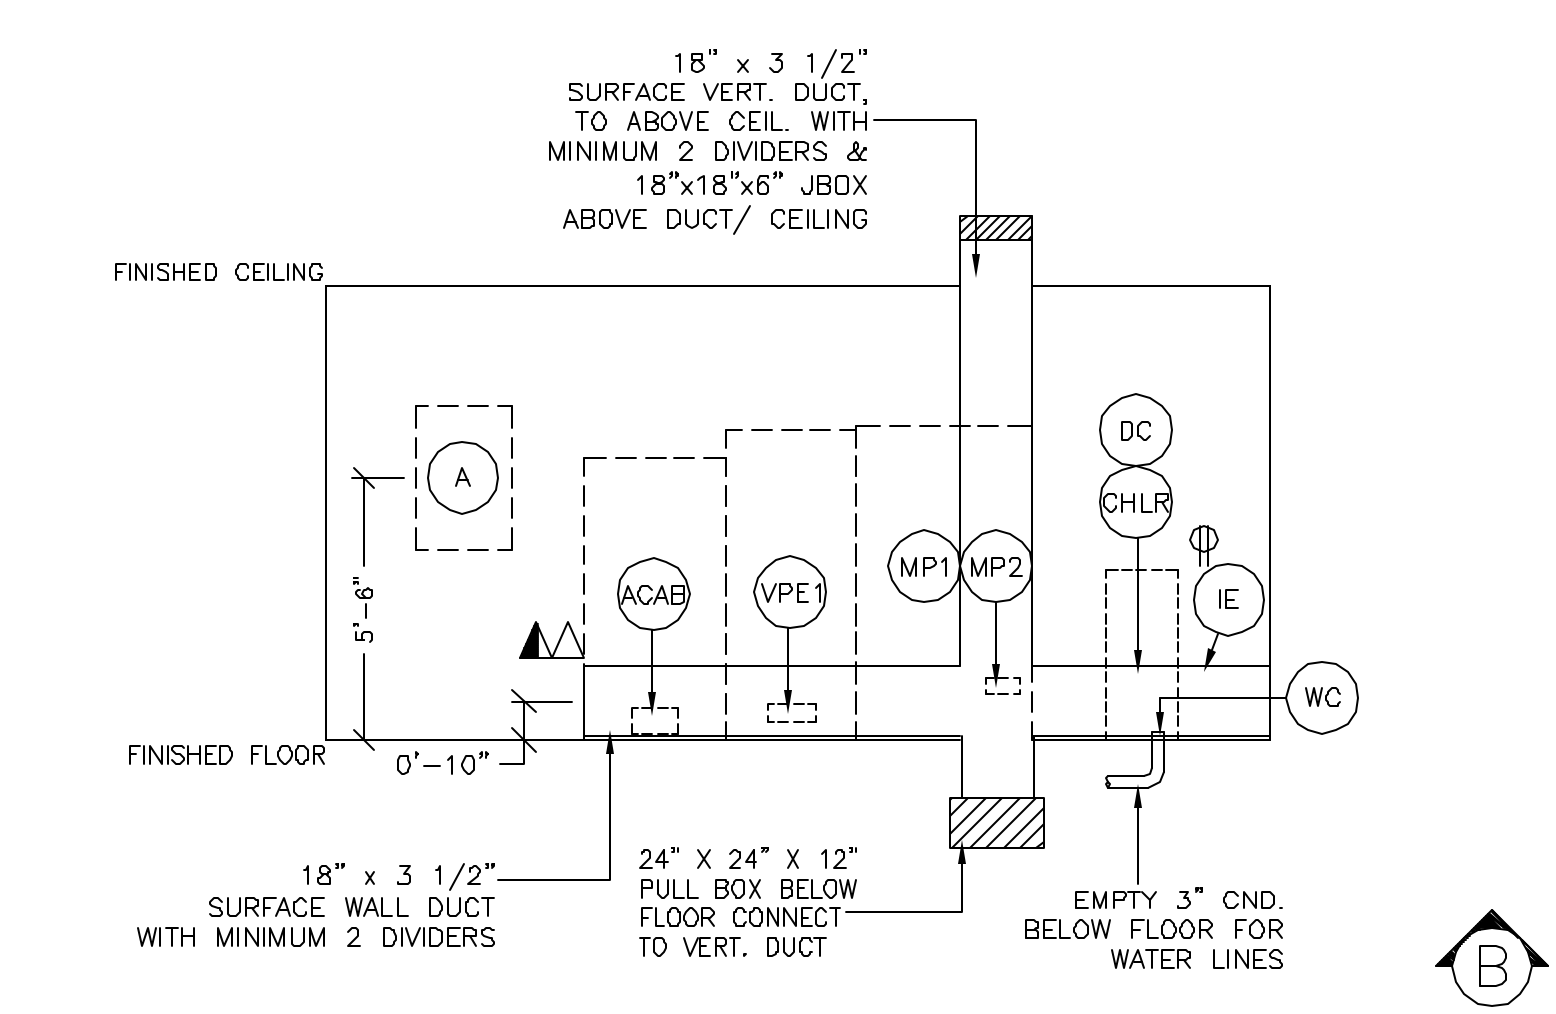 18" x 3 1/2"
SURFACE VERT. DUCT,
TO ABOVE CEIL. WITH
MINIMUM 2 DIVIDERS &
18"x18"x6" JBOX
ABOVE DUCT/ CEILING
FINISHED CEILING
A
DC
CHLR
5'-6"
ACAB
VPE1
MP1
MP2
IE
WC
FINISHED FLOOR
0'-10"
18" x 3 1/2"
SURFACE WALL DUCT
WITH MINIMUM 2 DIVIDERS
24" X 24" X 12"
PULL BOX BELOW
FLOOR CONNECT
TO VERT. DUCT
EMPTY 3" CND.
BELOW FLOOR FOR
WATER LINES
B